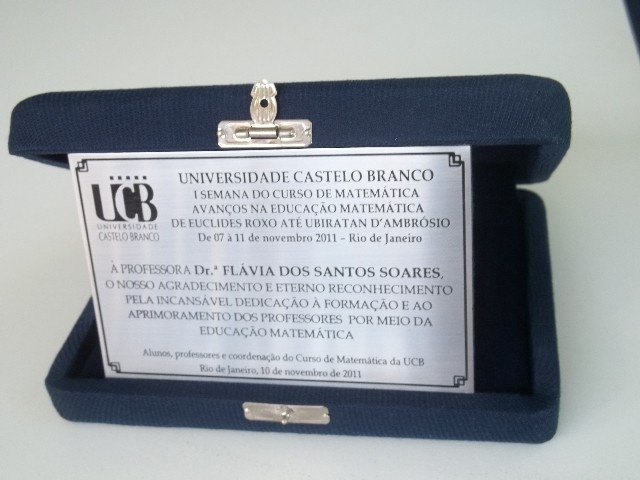 UCB
UNIVERSIDADE
CASTELO BRANCO
UNIVERSIDADE CASTELO BRANCO
I SEMANA DO CURSO DE MATEMÁTICA
AVANÇOS NA EDUCAÇÃO MATEMÁTICA
DE EUCLIDES ROXO ATÉ UBIRATAN D'AMBRÓSIO
De 07 à 11 de novembro 2011 – Rio de Janeiro
À PROFESSORA Dr.ª FLÁVIA DOS SANTOS SOARES,
O NOSSO AGRADECIMENTO E ETERNO RECONHECIMENTO
PELA INCANSÁVEL DEDICAÇÃO À FORMAÇÃO E AO
APRIMORAMENTO DOS PROFESSORES POR MEIO DA
EDUCAÇÃO MATEMÁTICA
Alunos, professores e coordenação do Curso de Matemática da UCB
Rio de Janeiro, 10 de novembro de 2011